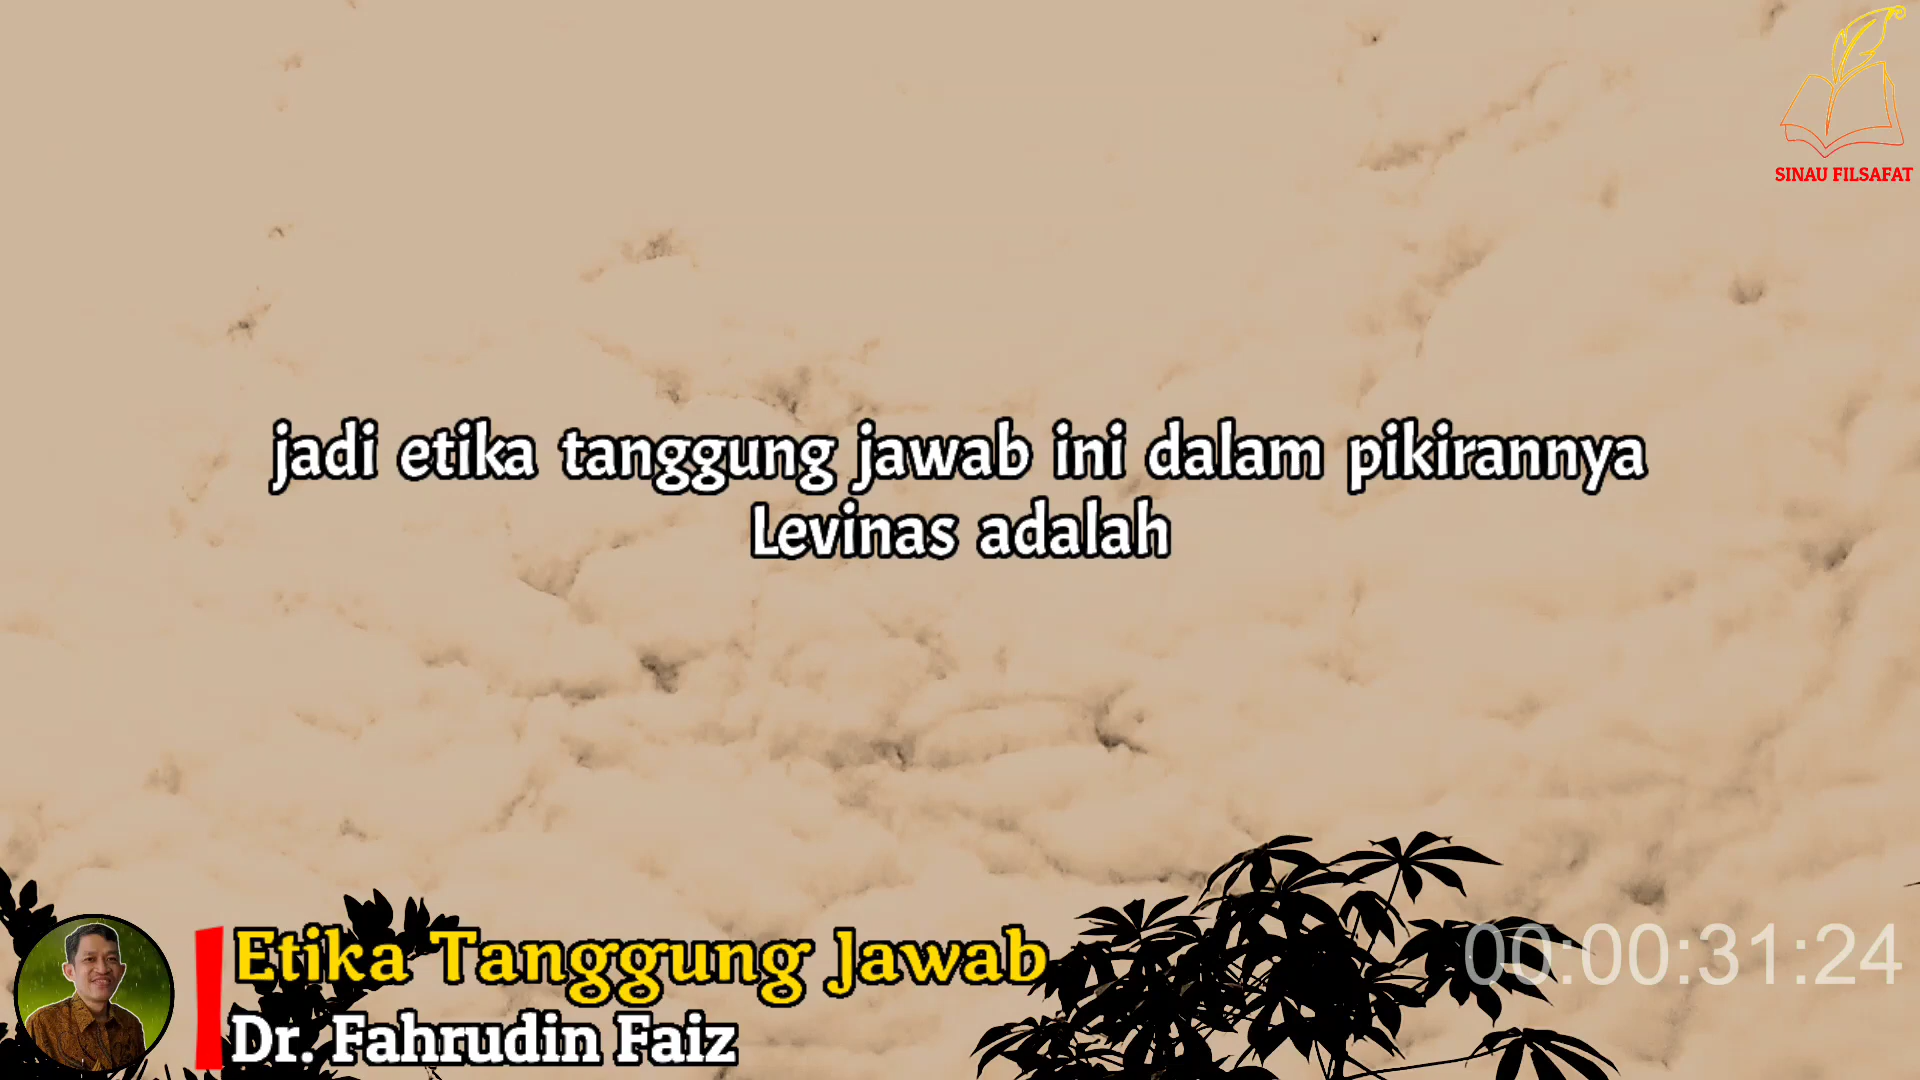 SINAU FILSAFAT
jadi etika tanggung jawab ini dalam pikirannya
Levinas adalah
Etika Tanggung Jawab
Dr. Fahrudin Faiz
00:00:31:24